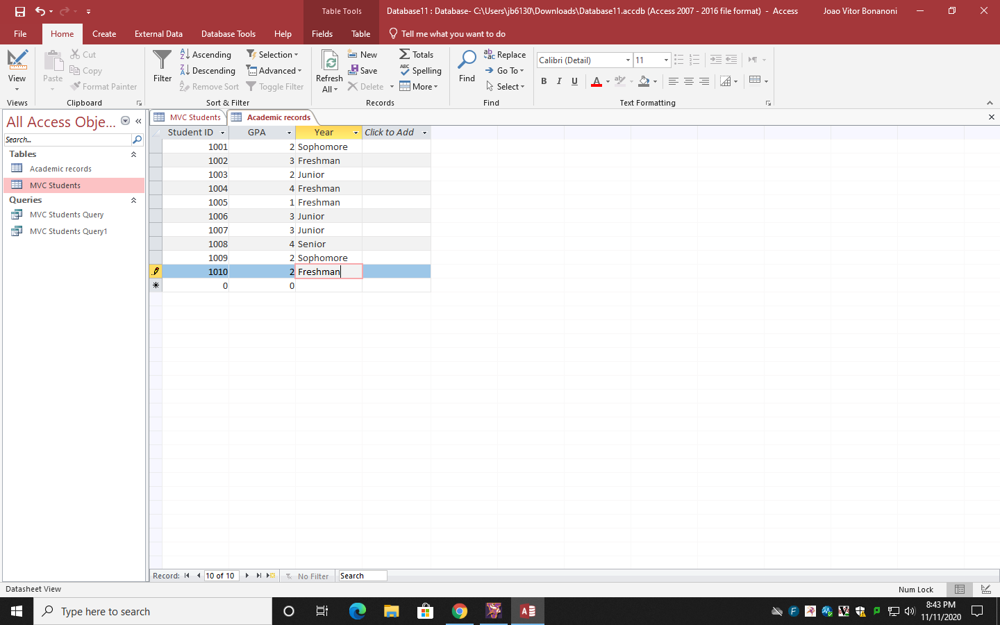 Table Tools
Database11 : Database- C:\Users\jb6130\Downloads\Database11.accdb (Access 2007 - 2016 file format) - Access
Joao Vitor Bonanoni
File Home Create External Data Database Tools Help Fields Table Tell me what you want to do
View
Views
Paste
Cut
Copy
Format Painter
Clipboard
Filter
Ascending
Descending
Remove Sort
Selection
Advanced
Toggle Filter
Sort & Filter
Refresh
All
New
Save
Delete
Totals
Spelling
More
Records
Find
Replace
Go To
Select
Find
Calibri (Detail) 11
B I U A
Text Formatting
All Access Obje...
Search...
Tables
Academic records
MVC Students
Queries
MVC Students Query
MVC Students Query1
MVC Students Academic records
Student ID GPA Year Click to Add
1001 2 Sophomore
1002 3 Freshman
1003 2 Junior
1004 4 Freshman
1005 1 Freshman
1006 3 Junior
1007 3 Junior
1008 4 Senior
1009 2 Sophomore
1010 2 Freshman
0 0
Record: 10 of 10 No Filter Search
Datasheet View
Num Lock
Type here to search
8:43 PM
11/11/2020